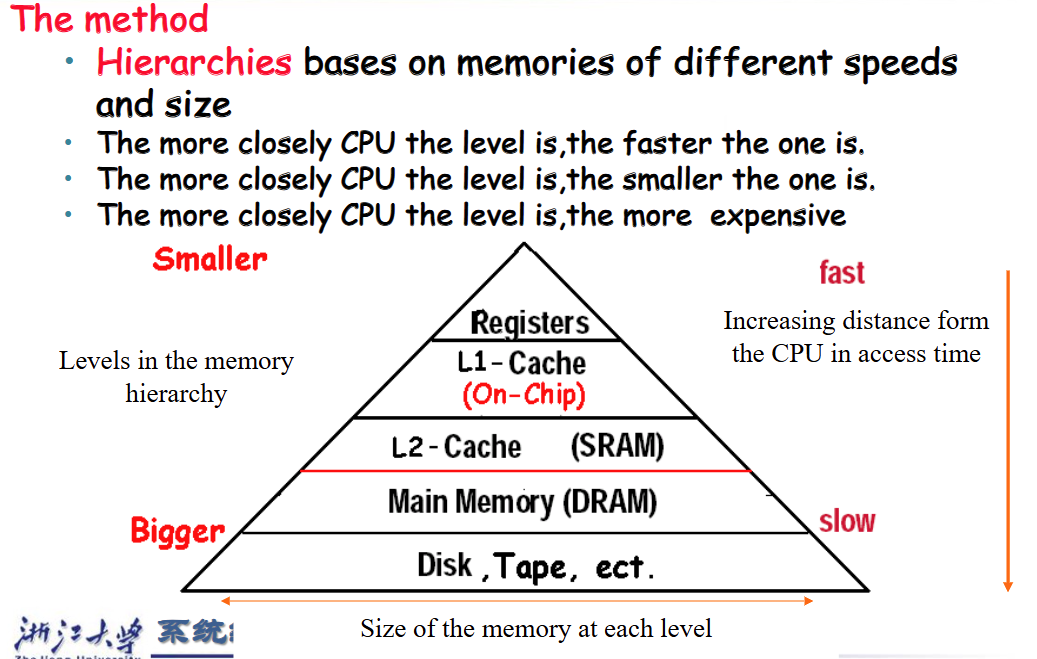 The method
• Hierarchies bases on memories of different speeds
and size
• The more closely CPU the level is,the faster the one is.
• The more closely CPU the level is,the smaller the one is.
• The more closely CPU the level is,the more expensive
Smaller
fast
Registers
Increasing distance form
the CPU in access time
Levels in the memory
hierarchy
L1-Cache
(On-Chip)
L2-Cache (SRAM)
Main Memory (DRAM)
Bigger
slow
Disk ,Tape, ect.
Size of the memory at each level
浙江大学 系统